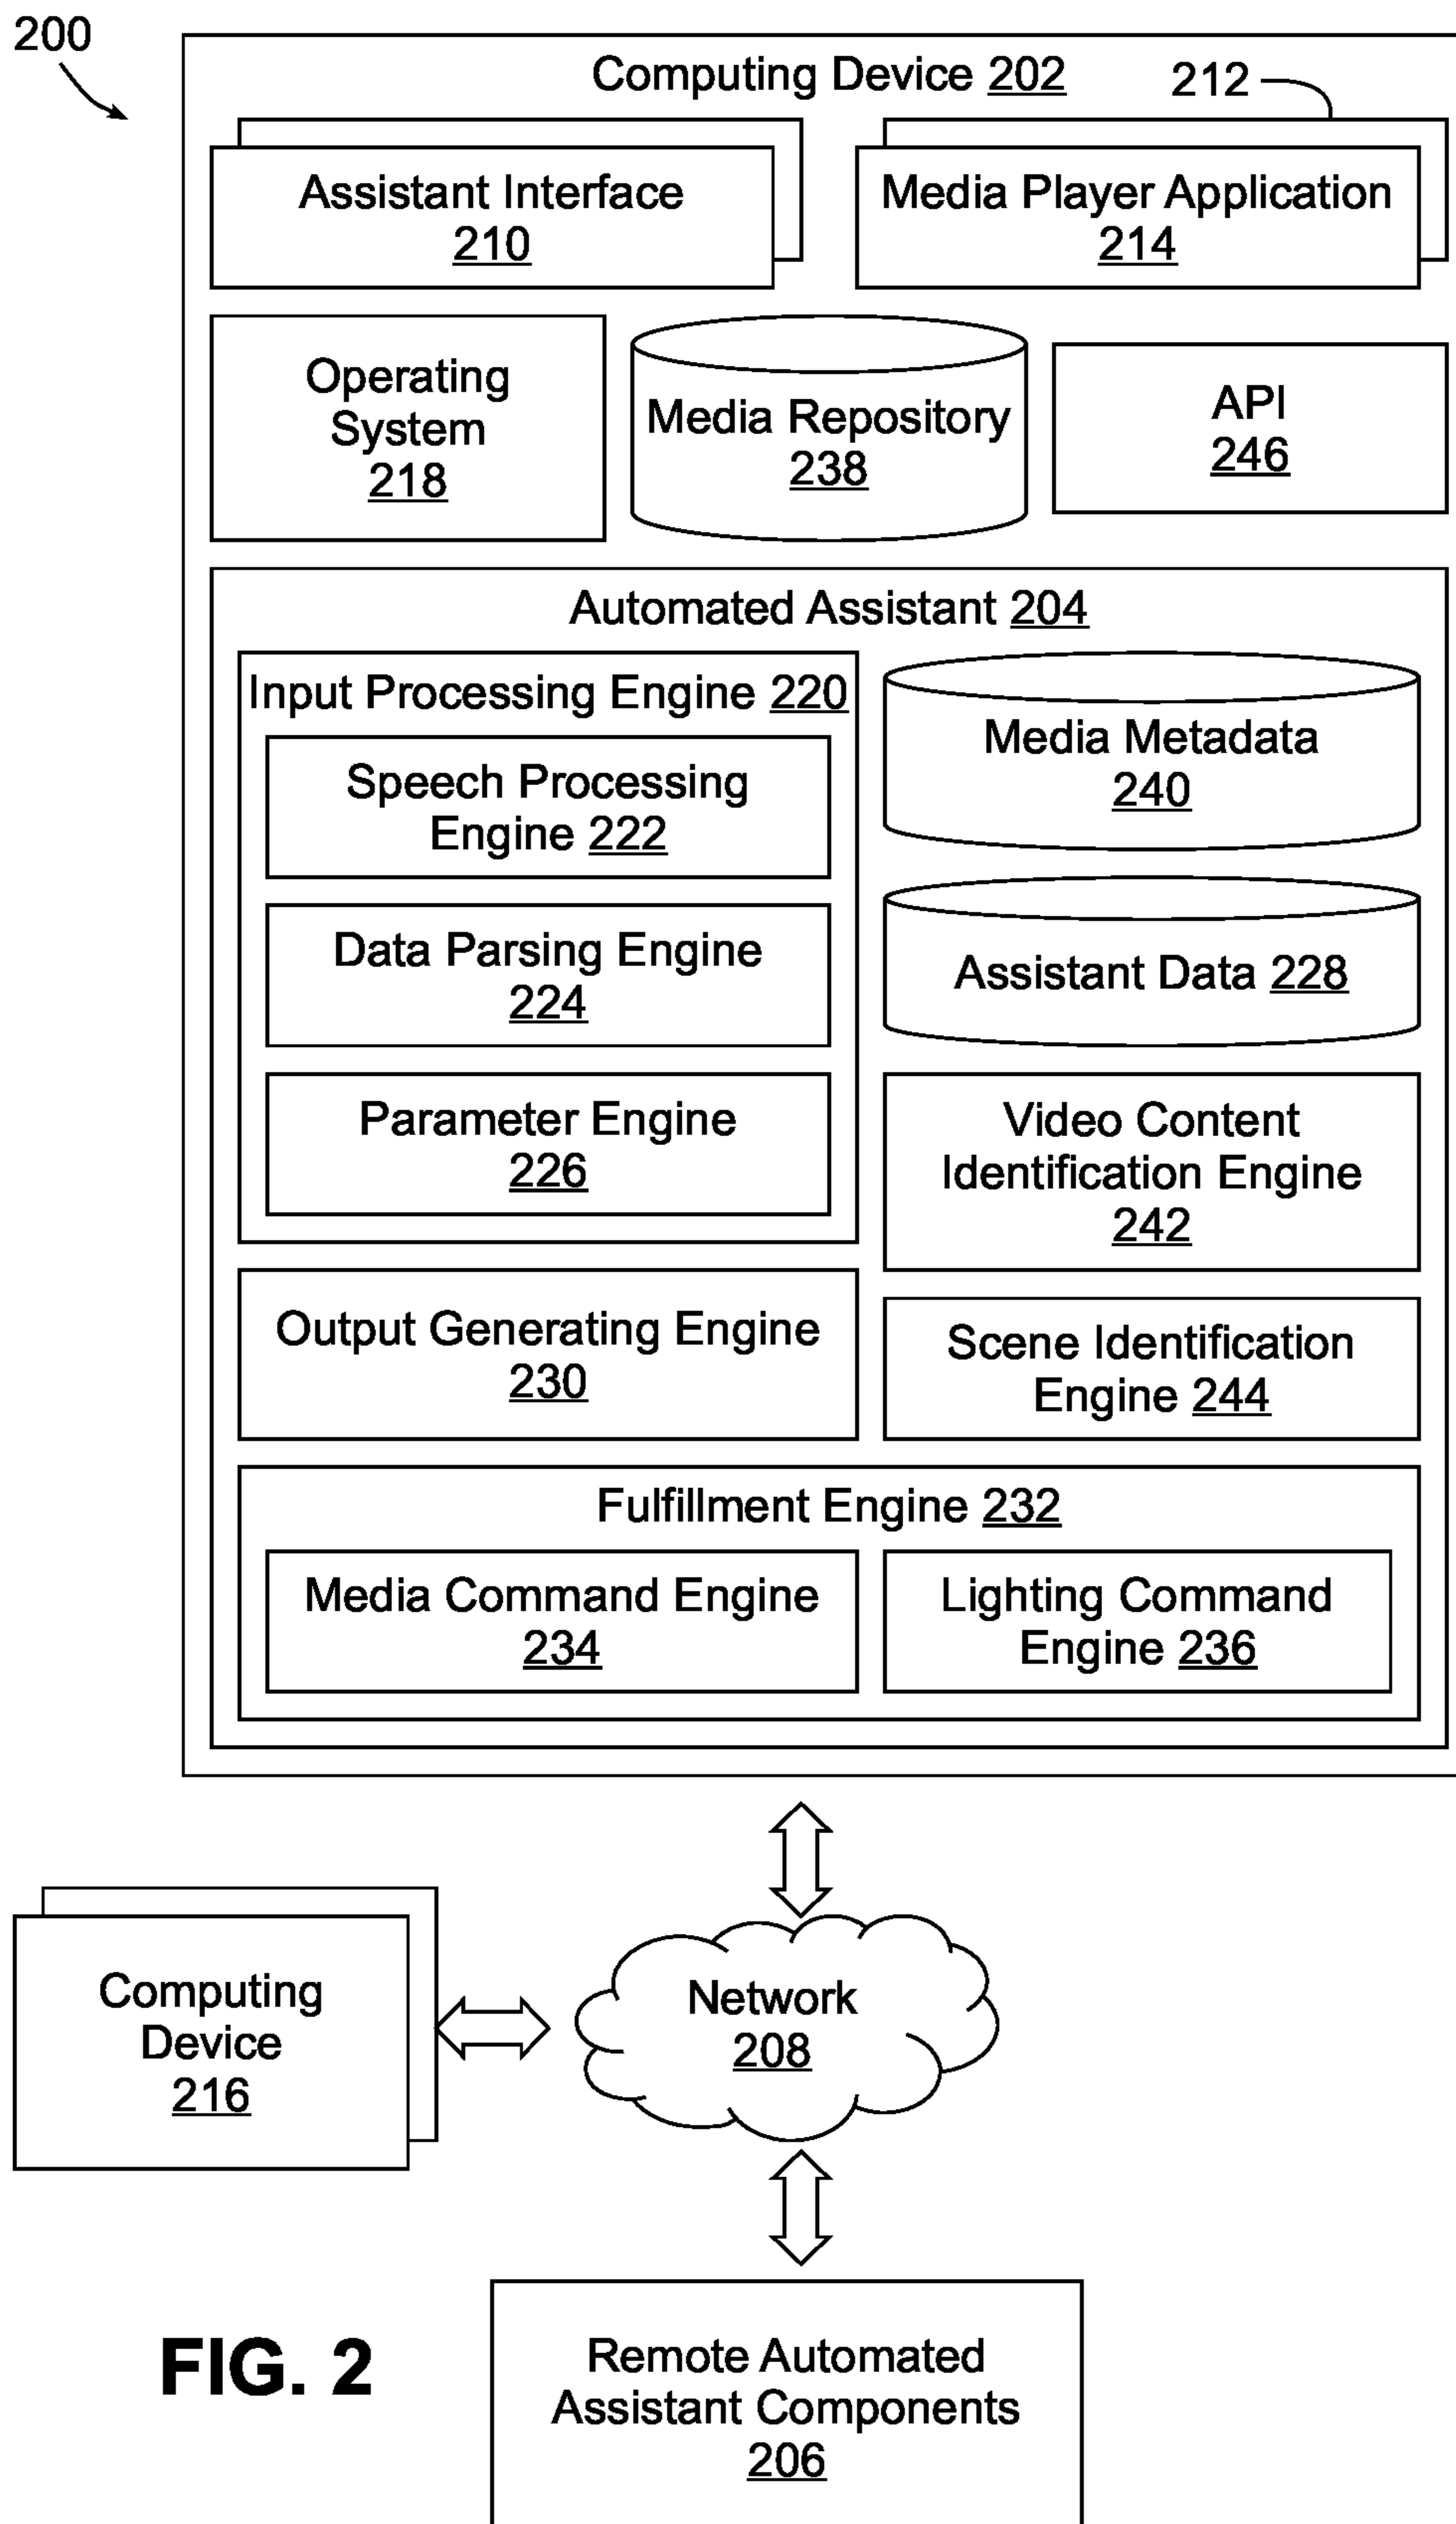 200
Computing Device 202
212
Assistant Interface
210
Media Player Application
214
Operating
System
218
Media Repository
238
API
246
Automated Assistant 204
Input Processing Engine 220
Speech Processing
Engine 222
Data Parsing Engine
224
Parameter Engine
226
Media Metadata
240
Assistant Data 228
Video Content
Identification Engine
242
Output Generating Engine
230
Scene Identification
Engine 244
Fulfillment Engine 232
Media Command Engine
234
Lighting Command
Engine 236
Computing
Device
216
Network
208
FIG. 2
Remote Automated
Assistant Components
206